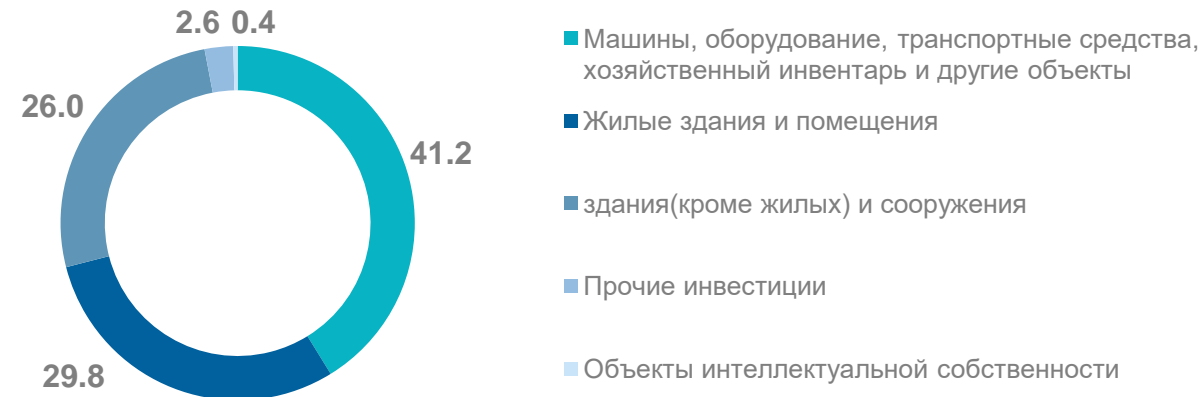 2.6 0.4
26.0
41.2
29.8
Машины, оборудование, транспортные средства,
хозяйственный инвентарь и другие объекты
Жилые здания и помещения
здания(кроме жилых) и сооружения
Прочие инвестиции
Объекты интеллектуальной собственности